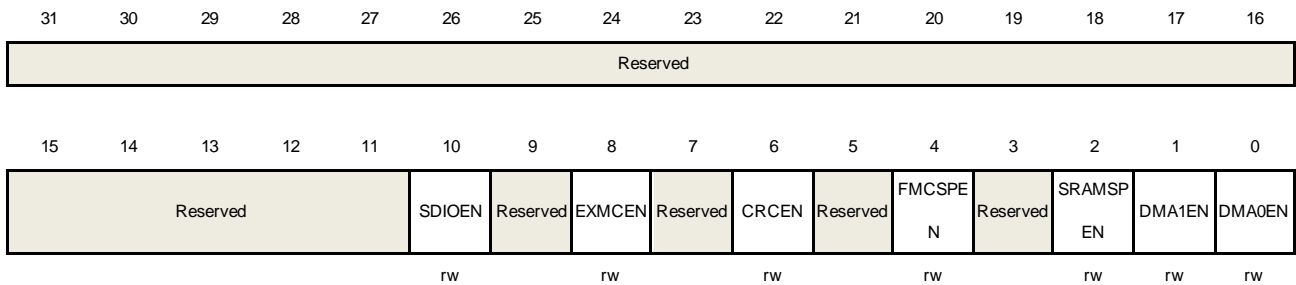 31 30 29 28 27 26 25 24 23 22 21 20 19 18 17 16
Reserved
15 14 13 12 11 10 9 8 7 6 5 4 3 2 1 0
Reserved SDIOEN Reserved EXMCEN Reserved CRCEN Reserved FMCSPE Reserved SRAMSP DMA1EN DMA0EN
N EN
rw rw rw rw rw rw rw